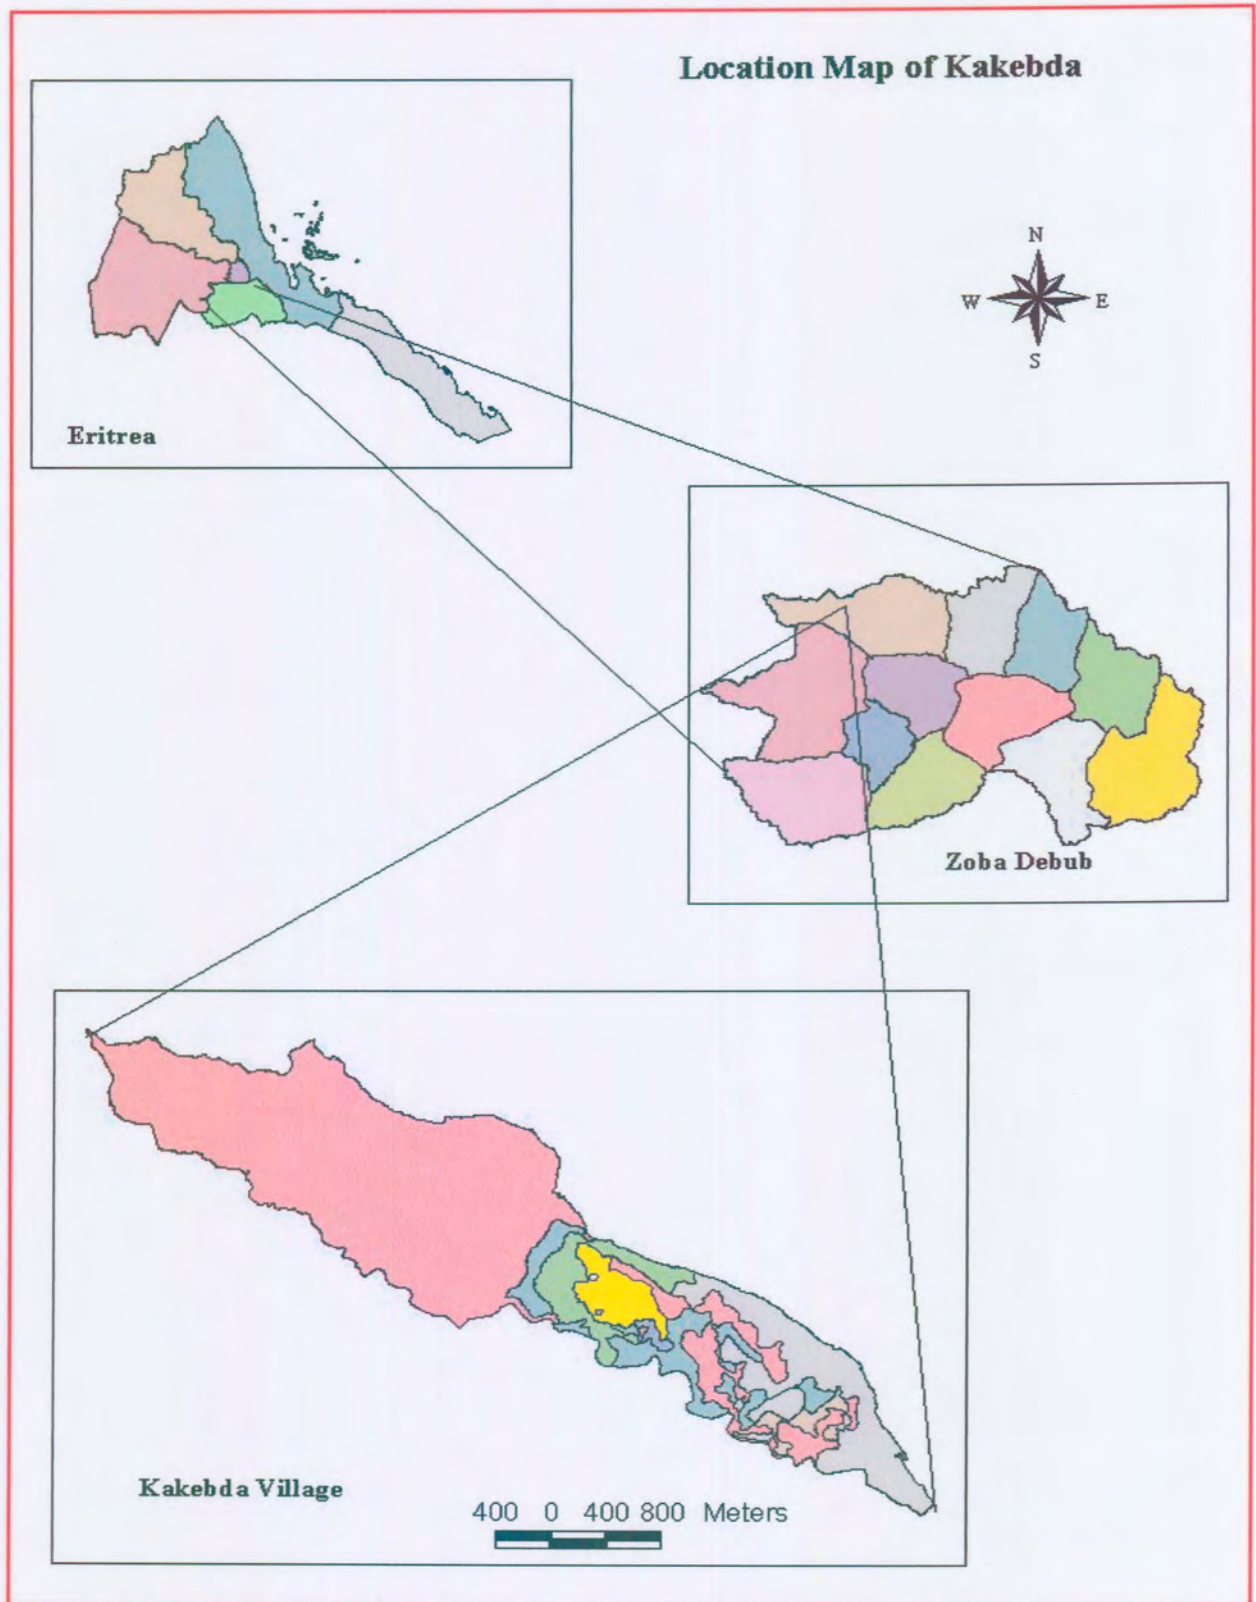 Location Map of Kakebda
N
W E
S
Eritrea
Zoba Debub
Kakebda Village
400 0 400 800 Meters